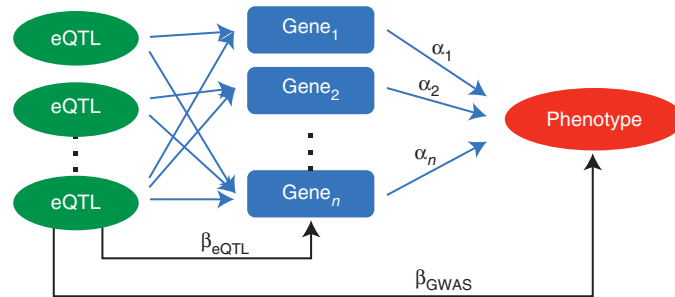 eQTL
Gene1
α1
eQTL
Gene2
α2
Phenotype
eQTL
Genen
αn
βeQTL
βGWAS